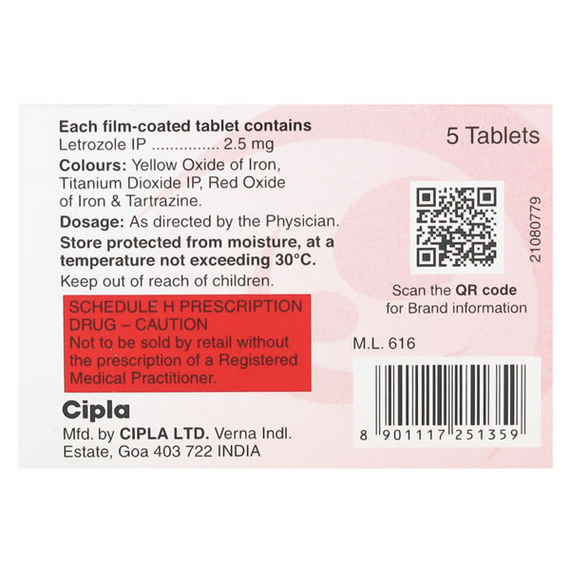 Each film-coated tablet contains
Letrozole IP ............... 2.5 mg
Colours: Yellow Oxide of Iron,
Titanium Dioxide IP, Red Oxide
of Iron & Tartrazine.
Dosage: As directed by the Physician.
Store protected from moisture, at a
temperature not exceeding 30°C.
Keep out of reach of children.
SCHEDULE H PRESCRIPTION
DRUG – CAUTION
Not to be sold by retail without
the prescription of a Registered
Medical Practitioner.
Cipla
Mfd. by CIPLA LTD. Verna Indl.
Estate, Goa 403 722 INDIA
5 Tablets
21080779
Scan the QR code
for Brand information
M.L. 616
8 901117 251359